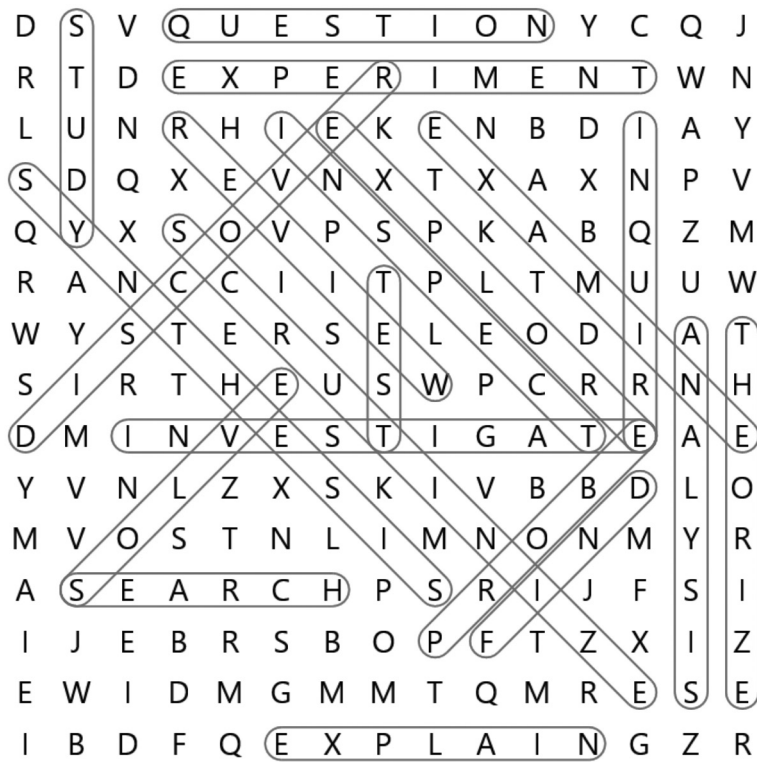 D S V Q U E S T I O N Y C Q J
R T D E X P E R I M E N T W N
L U N R H I E K E N B D I A Y
S D Q X E V N X T X A X N P V
Q Y X S O V P S P K A B Q Z M
R A N C C I I T P L T M U U W
W Y S T E R S E L E O D I A T
S I R T H E U S W P C R R N H
D M I N V E S T I G A T E A E
Y V N L Z X S K I V B B D L O
M V O S T N L I M N O N M Y R
A S E A R C H P S R I J F S I
I J E B R S B O P F T Z X I Z
E W I D M G M M T Q M R E S E
I B D F Q E X P L A I N G Z R